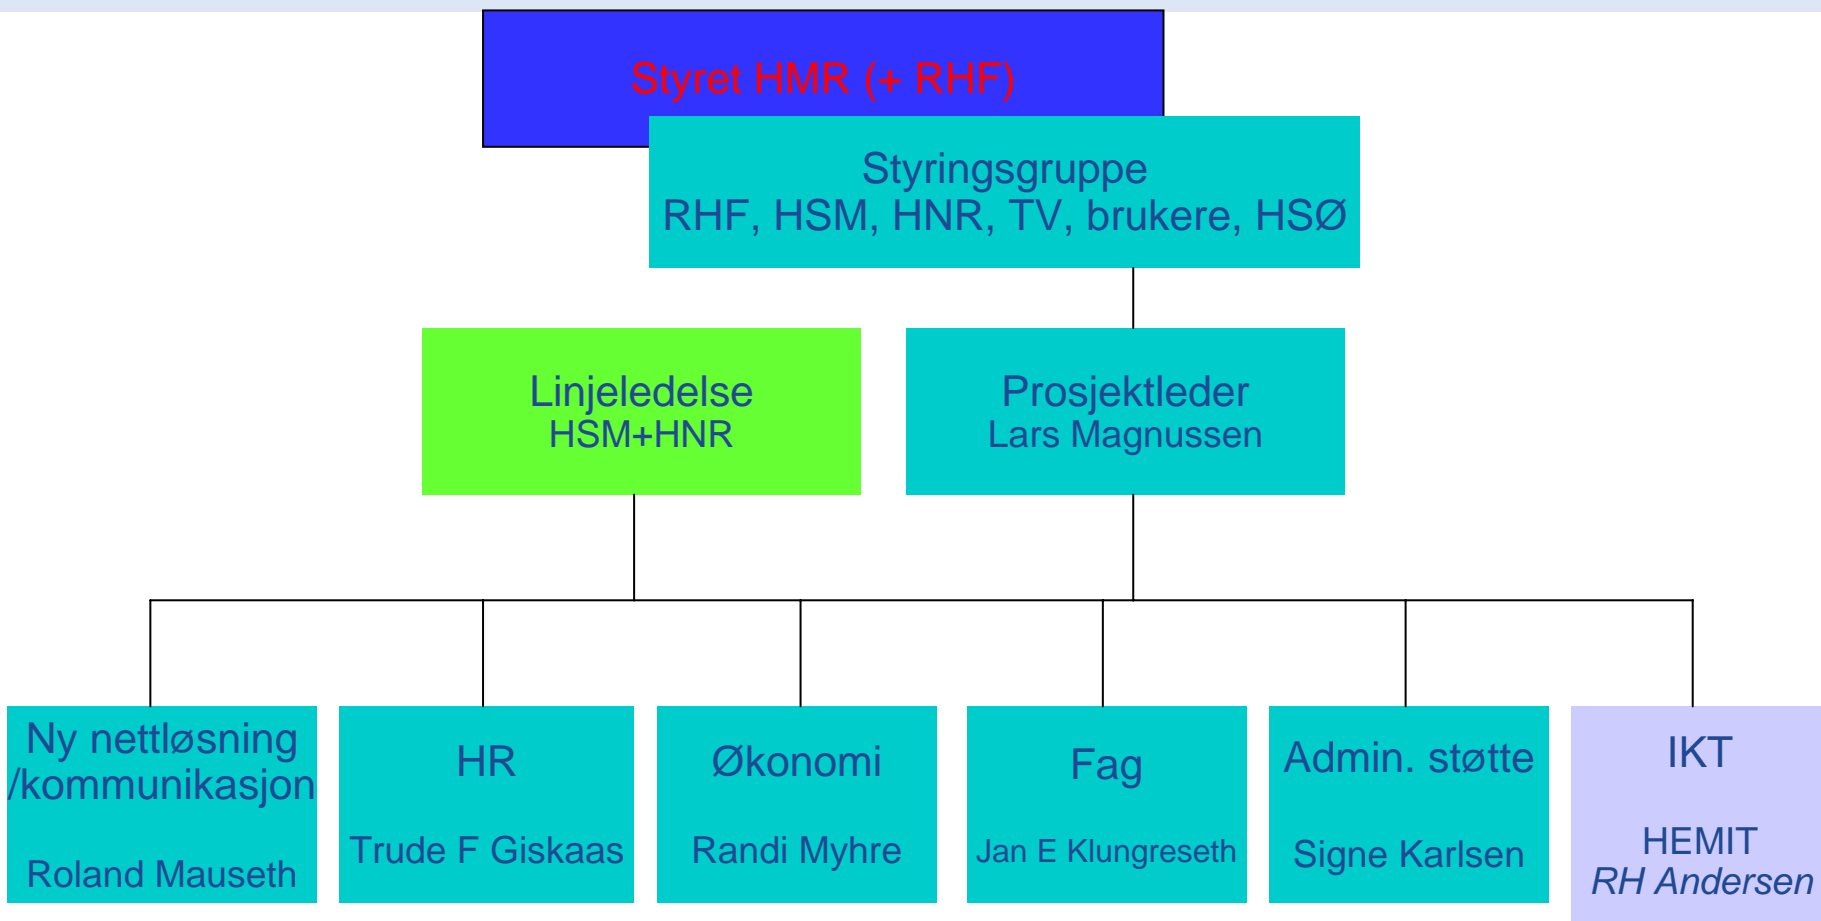 Styret HMR (+ RHF)
Styringsgruppe
RHF, HSM, HNR, TV, brukere, HSØ
Linjeledelse
HSM+HNR
Prosjektleder
Lars Magnussen
Ny nettløsning
/kommunikasjon
Roland Mauseth
HR
Trude F Giskaas
Økonomi
Randi Myhre
Fag
Jan E Klungreseth
Admin. støtte
Signe Karlsen
IKT
HEMIT
RH Andersen